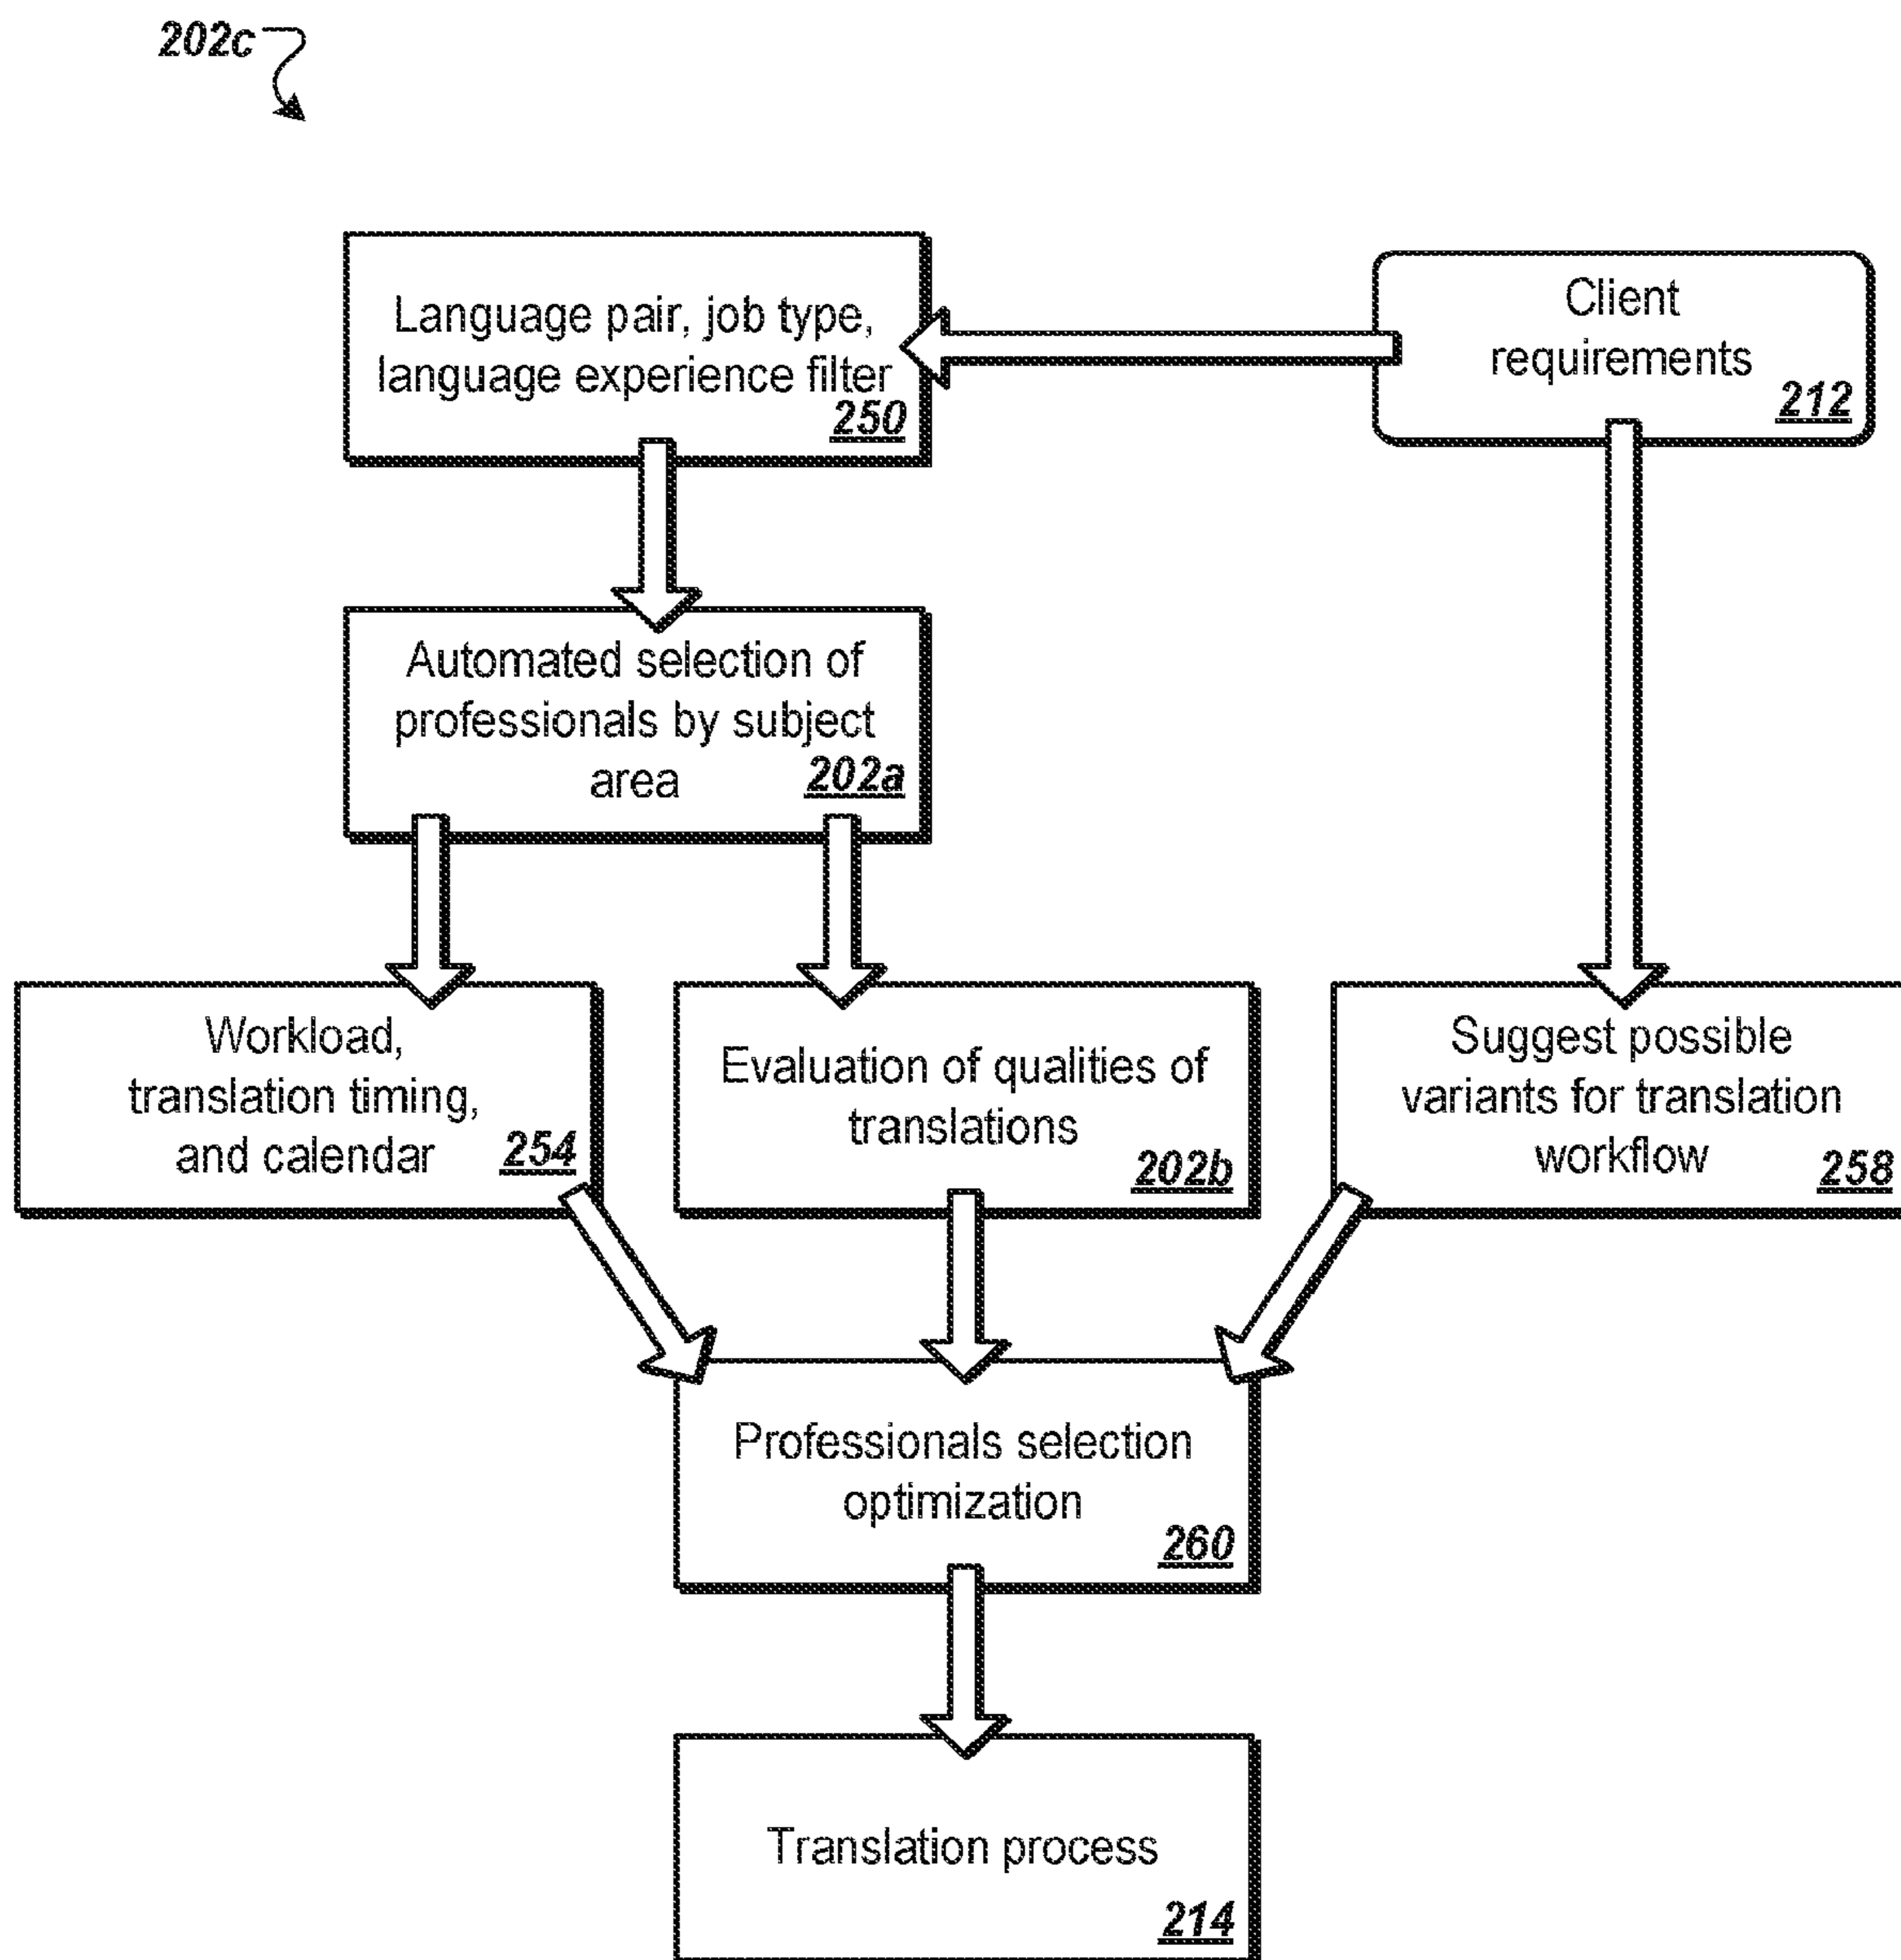 202c
Language pair, job type,
language experience filter
250
Client
requirements
212
Automated selection of
professionals by subject
area
202a
Workload,
translation timing,
and calendar
254
Evaluation of qualities of
translations
202b
Suggest possible
variants for translation
workflow
258
Professionals selection
optimization
260
Translation process
214